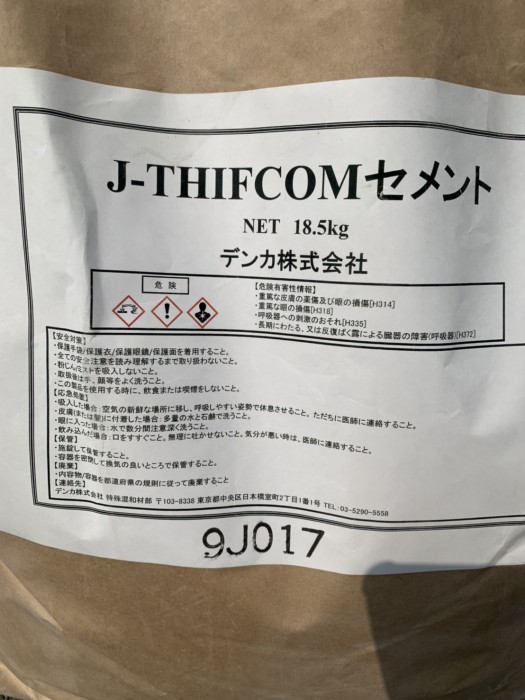 J-THIFCOMセメント
NET 18.5kg
デンカ株式会社
危険
【危険有害性情報】
・重篤な皮膚の薬傷及び眼の損傷[H314]
・重篤な眼の損傷[H318]
・呼吸器への刺激のおそれ[H335]
・長期にわたる、又は反復ばく露による臓器の障害(呼吸器)[H372]
【安全対策】
・保護手袋/保護衣/保護眼鏡/保護面を着用すること。
・全ての安全注意を読み理解するまで取り扱わないこと。
・粉じん/ミストを吸入しないこと。
・取扱後は手、顔等をよく洗うこと。
・この製品を使用する時に、飲食または喫煙をしないこと。
【応急処置】
・吸入した場合:空気の新鮮な場所に移し、呼吸しやすい姿勢で休息させること。ただちに医師に連絡すること。
・皮膚(または髪)に付着した場合:多量の水と石鹸で洗うこと。
・眼に入った場合:水で数分間注意深く洗うこと。
・飲み込んだ場合:口をすすぐこと。無理に吐かせないこと。気分が悪い時は、医師に連絡すること。
【保管】
・施錠して保管すること。
・容器を密閉して換気の良いところで保管すること。
【廃棄】
・内容物/容器を都道府県の規則に従って廃棄すること
【連絡先】
デンカ株式会社 特殊混和材部 〒103-8338 東京都中央区日本橋室町2丁目1番1号 TEL:03-5290-5558
9J017